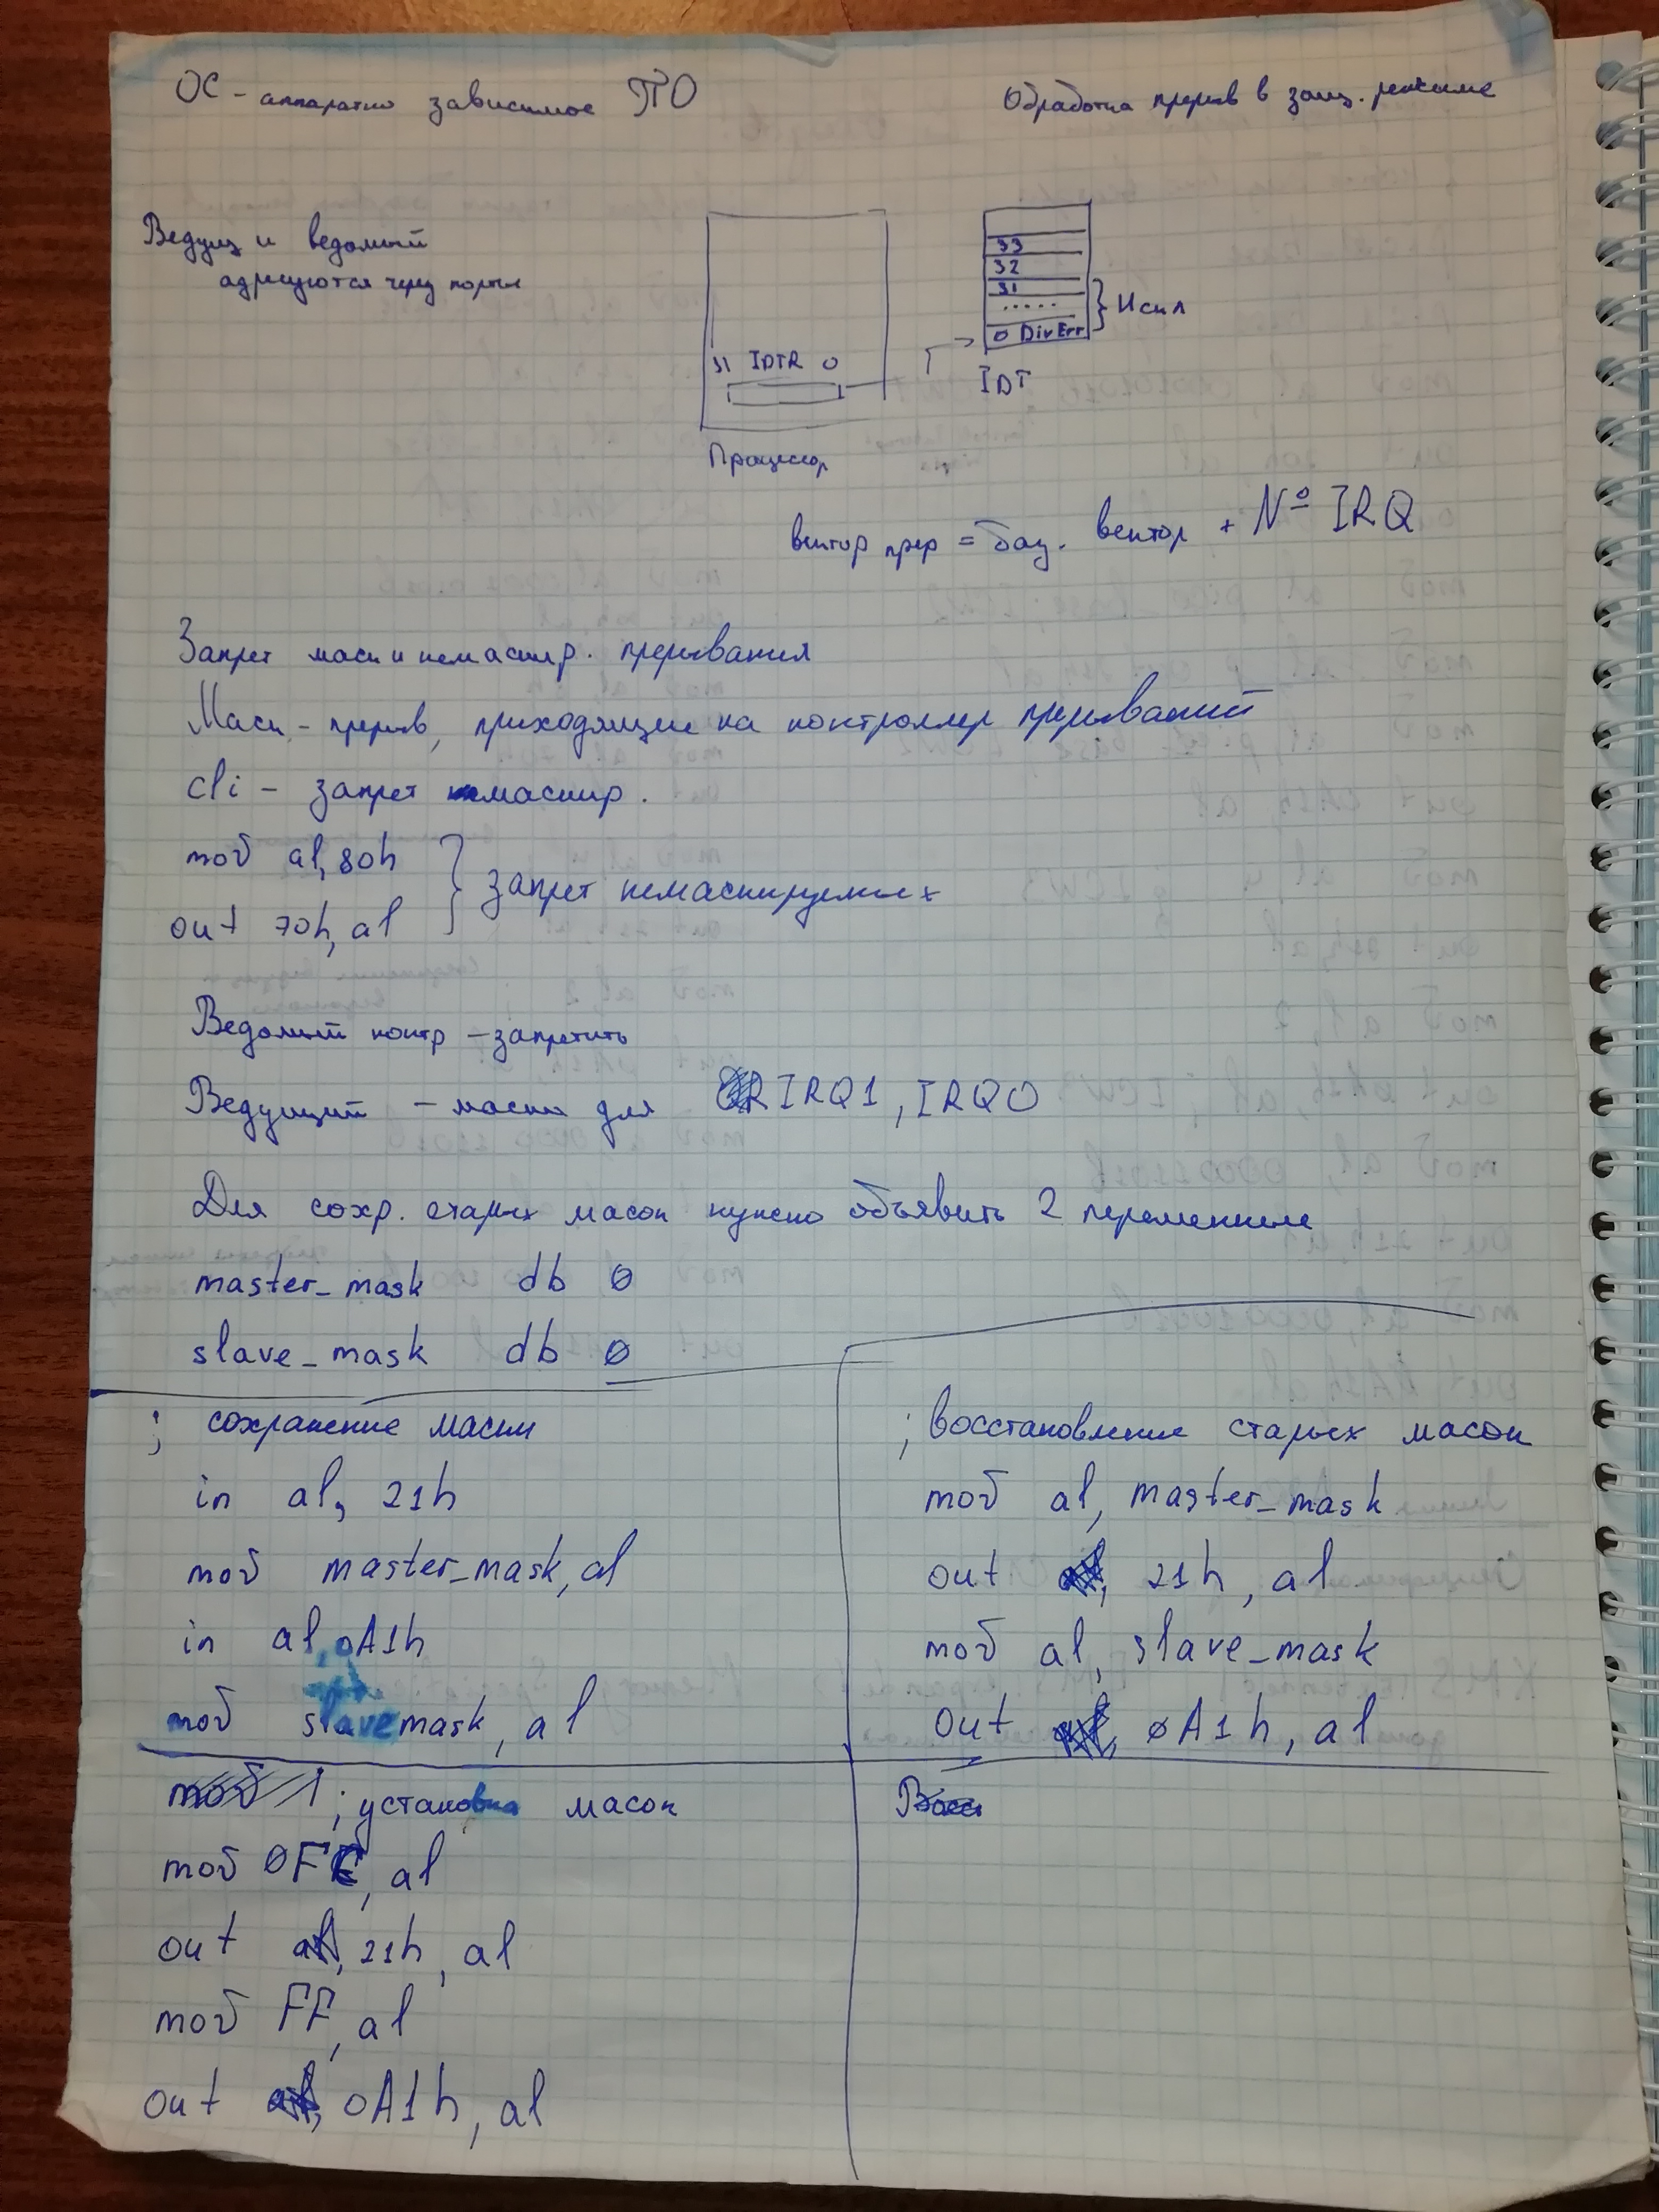 ОС - аппаратно зависимое ПО
Обработка прерыв в защ. режиме
Ведущ и ведомый
адресуются через порты
33
32
31
.....
0 DivErr
Искл
31 IDTR 0
IDT
Процессор
вектор прер = баз. вектор + № IRQ
Запрет маск и немаскир. прерывания
Маск - прерыв, приходящие на контроллер прерываний
cli - запрет маскир.
mov al, 80h
out 70h, al
запрет немаскируемых
Ведомый контр - запретить
Ведущий - маски для IRQ1, IRQ0
Для сохр. старых масок нужно объявить 2 переменные
master_mask db 0
slave_mask db 0
; сохранение маски
in al, 21h
mov master_mask, al
in al, 0A1h
mov slave mask, al
; восстановление старых масок
mov al, master_mask
out 21h, al
mov al, slave_mask
out 0A1h, al
; установка масок
mov 0FC, al
out 21h, al
mov FF, al
out 0A1h, al